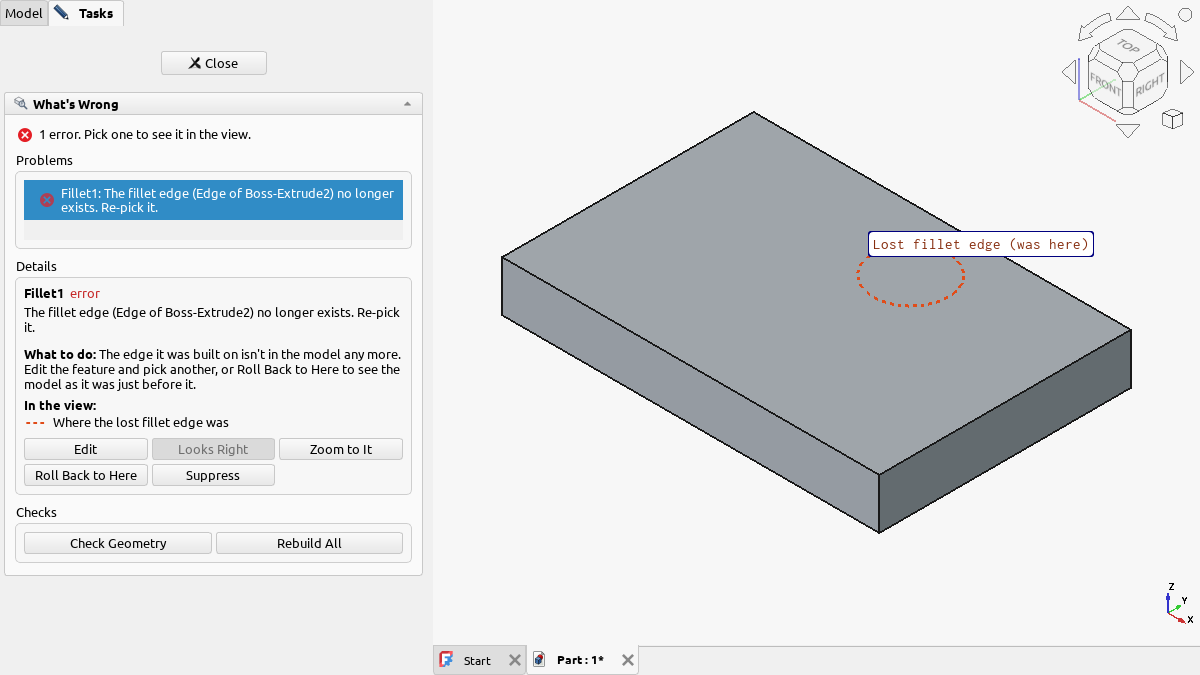 Model
Tasks
Close
What's Wrong
1 error. Pick one to see it in the view.
Problems
Fillet1: The fillet edge (Edge of Boss-Extrude2) no longer
exists. Re-pick it.
Details
Fillet1 error
The fillet edge (Edge of Boss-Extrude2) no longer exists. Re-pick
it.
What to do: The edge it was built on isn't in the model any more.
Edit the feature and pick another, or Roll Back to Here to see the
model as it was just before it.
In the view:
Where the lost fillet edge was
Edit
Looks Right
Zoom to It
Roll Back to Here
Suppress
Checks
Check Geometry
Rebuild All
TOP
FRONT
RIGHT
Lost fillet edge (was here)
Z
Y
X
Start
Part : 1*